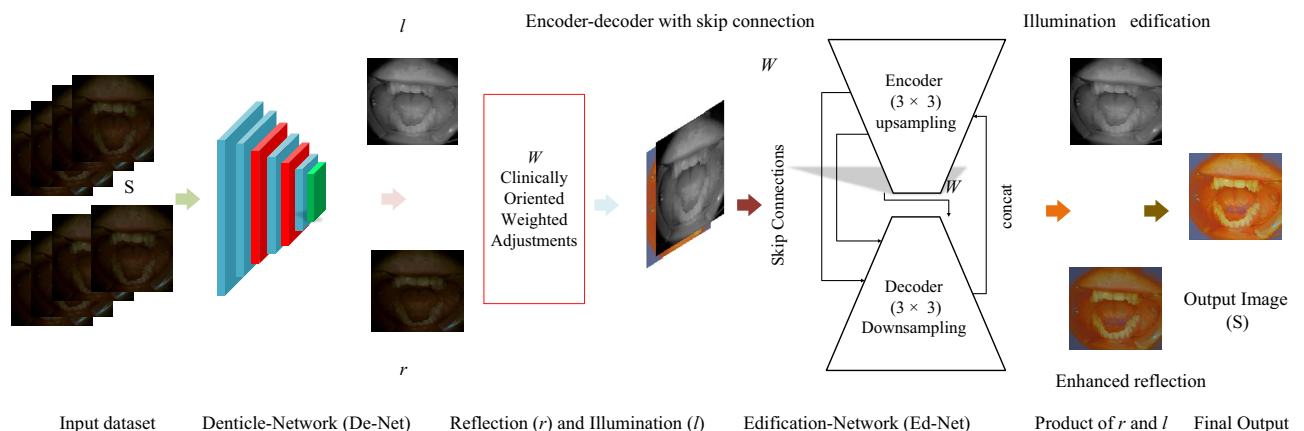 l
Encoder-decoder with skip connection
Illumination edification
W
Encoder
(3 × 3)
upsampling
S
W
Clinically
Oriented
Weighted
Adjustments
Skip Connections
W
concat
Decoder
(3 × 3)
Downsampling
Output Image
(S)
r
Enhanced reflection
Input dataset
Denticle-Network (De-Net)
Reflection (r) and Illumination (l)
Edification-Network (Ed-Net)
Product of r and l
Final Output